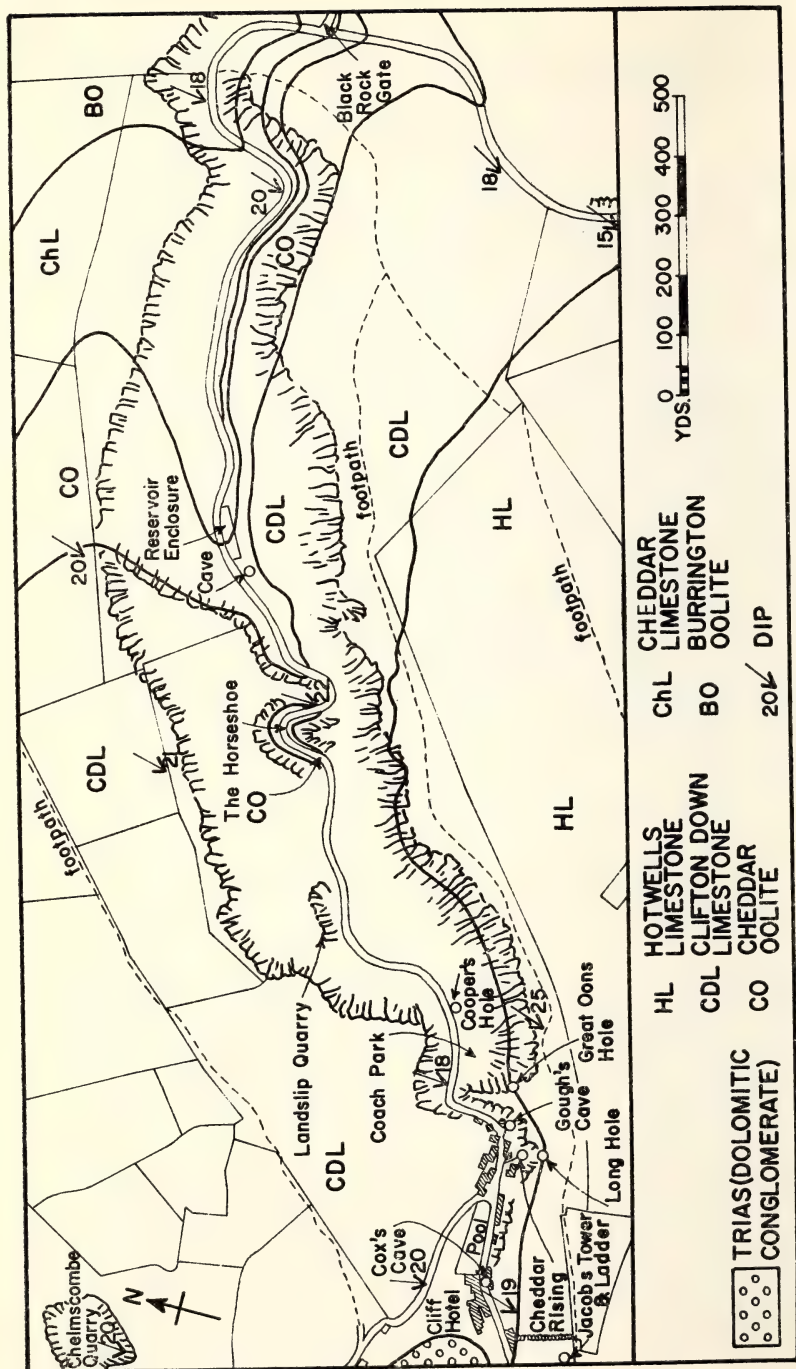 Chelmscombe
Quarry
N
footpath
CDL
21
20
CO
ChL
BO
18
Black
Rock
Gate
20
CO
Reservoir
Enclosure
Cave
CDL
footpath
CDL
18
15
The Horseshoe
CO
Landslip Quarry
Coach Park
Cooper's
Hole
18
25
HL
footpath
HL
CDL
Cox's
Cave
20
Cliff
Hotel
Pool
19
Gough's
Cave
Great Oons
Hole
Long Hole
Cheddar
Rising
Jacob's Tower
& Ladder
TRIAS (DOLOMITIC
CONGLOMERATE)
HL HOTWELLS
LIMESTONE
CDL CLIFTON DOWN
LIMESTONE
CO CHEDDAR
OOLITE
ChL CHEDDAR
LIMESTONE
BO BURRINGTON
OOLITE
20 DIP
YDS. 0 100 200 300 400 500